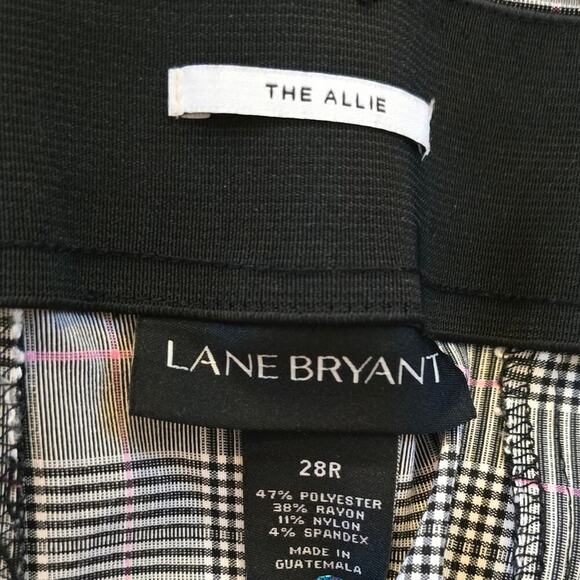 THE ALLIE
LANE BRYANT
28R
47% POLYESTER
38% RAYON
11% NYLON
4% SPANDEX
MADE IN
GUATEMALA